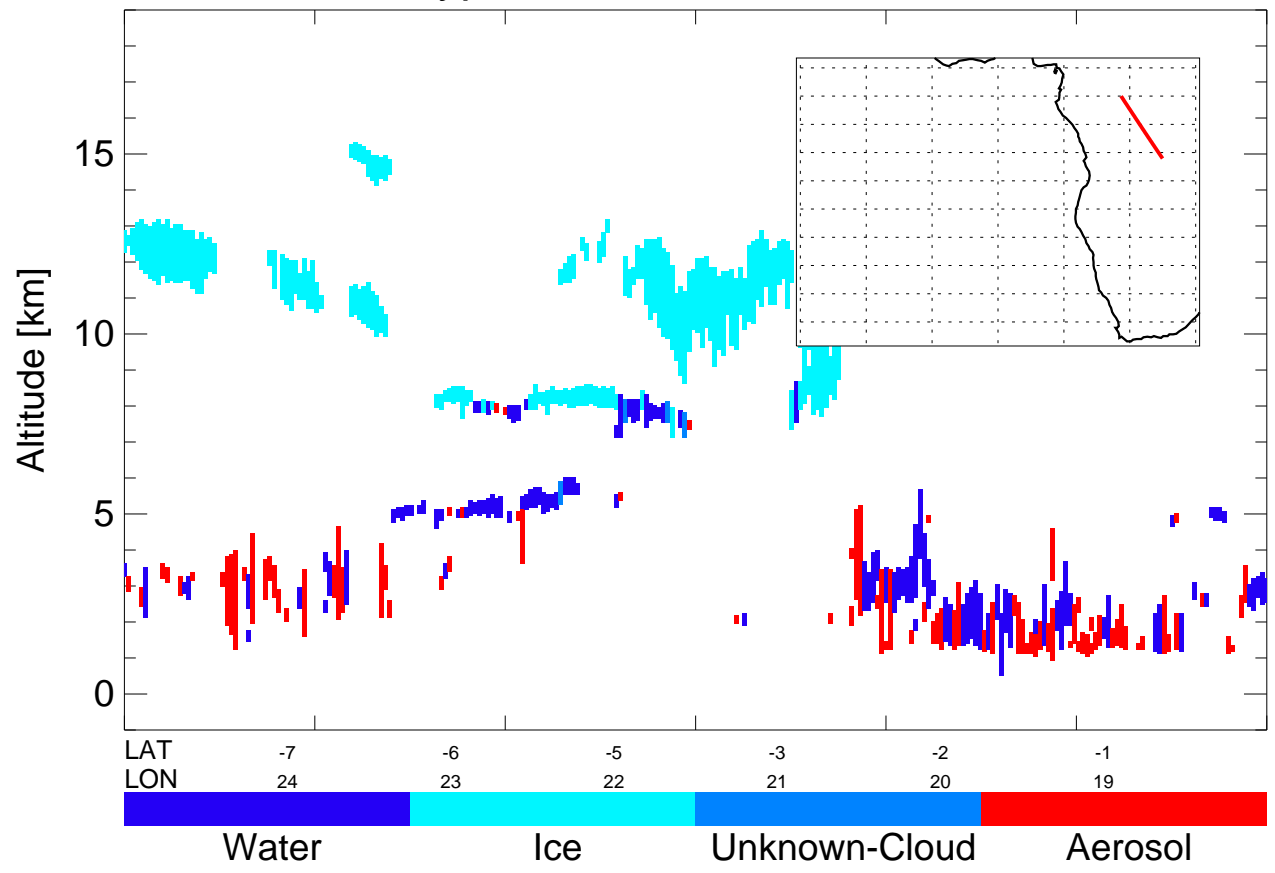 15
10
5
0
Altitude [km]
LAT -7 -6 -5 -3 -2 -1
LON 24 23 22 21 20 19
Water Ice Unknown-Cloud Aerosol